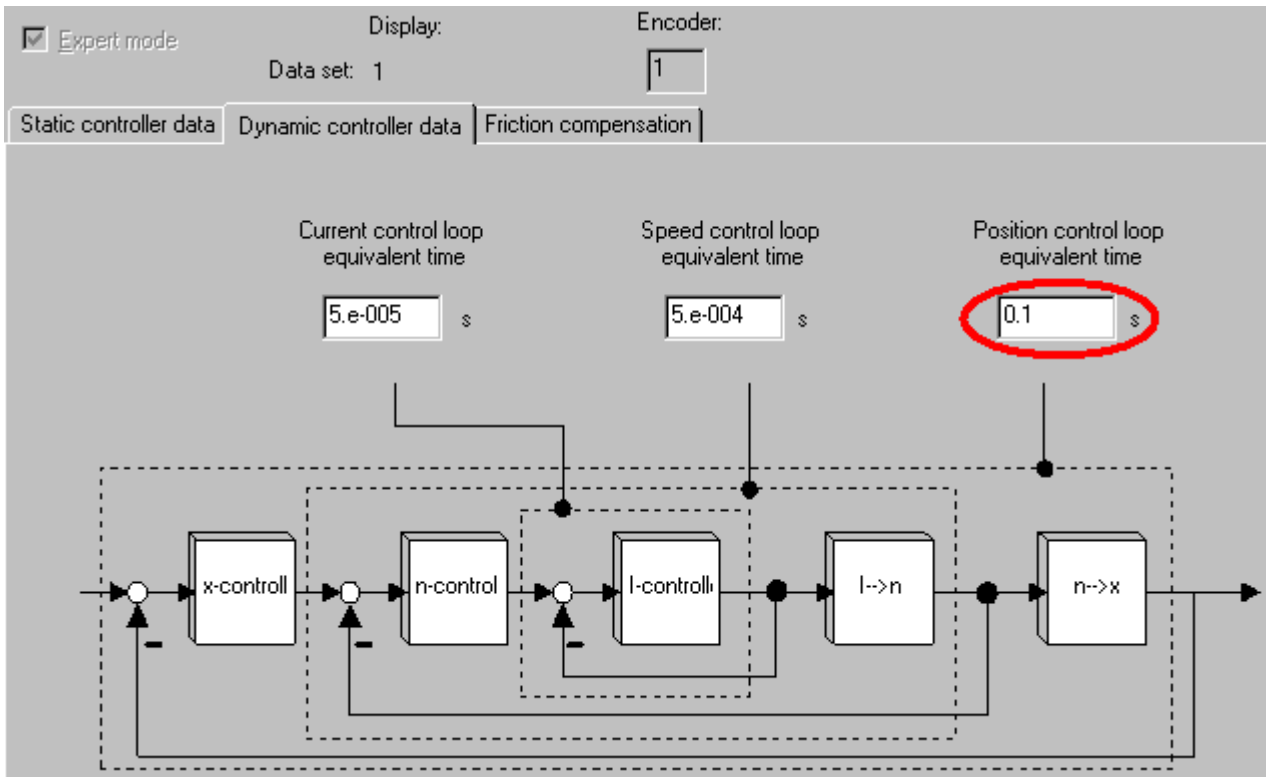 Expert mode
Display:
Encoder:
Data set: 1
1
Static controller data
Dynamic controller data
Friction compensation
Current control loop
equivalent time
Speed control loop
equivalent time
Position control loop
equivalent time
5.e-005 s
5.e-004 s
0.1 s
x-controll
n-control
I-controll
I-->n
n-->x